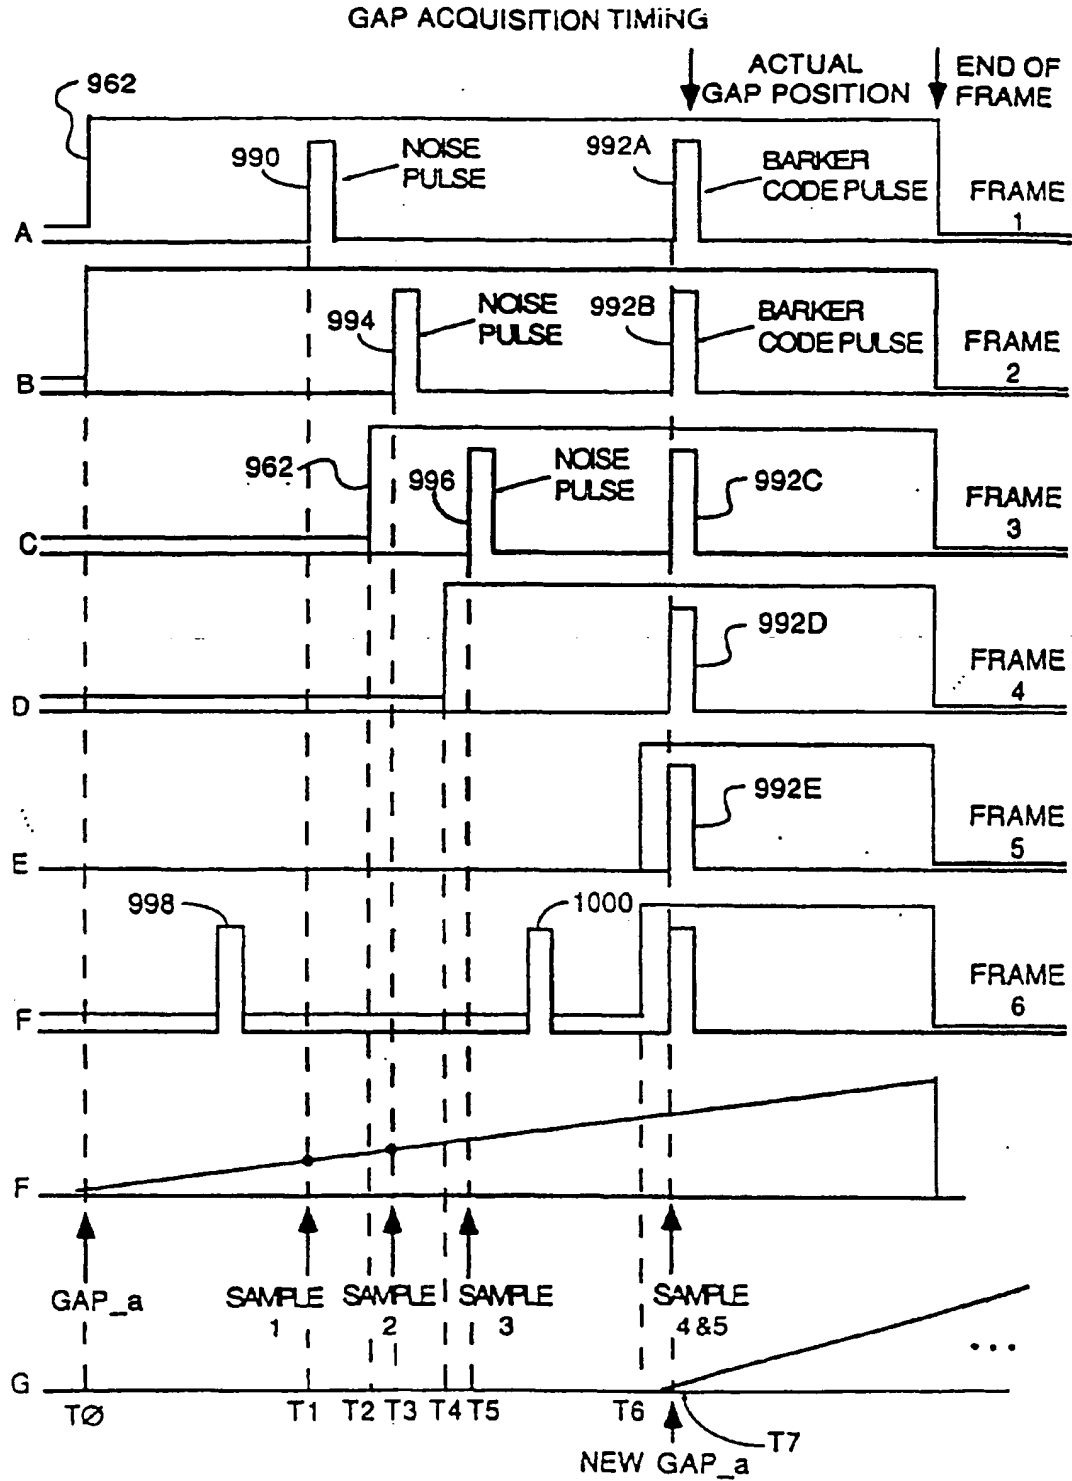 GAP ACQUISITION TIMING
ACTUAL
GAP POSITION
END OF
FRAME
962
990
NOISE
PULSE
992A
BARKER
CODE PULSE
FRAME
1
A
994
NOISE
PULSE
992B
BARKER
CODE PULSE
FRAME
2
B
962
996
NOISE
PULSE
992C
FRAME
3
C
992D
FRAME
4
D
992E
FRAME
5
E
998
1000
FRAME
6
F
F
GAP_a
SAMPLE
1
SAMPLE
2
SAMPLE
3
SAMPLE
4 & 5
...
G
TØ
T1
T2
T3
T4
T5
T6
T7
NEW GAP_a